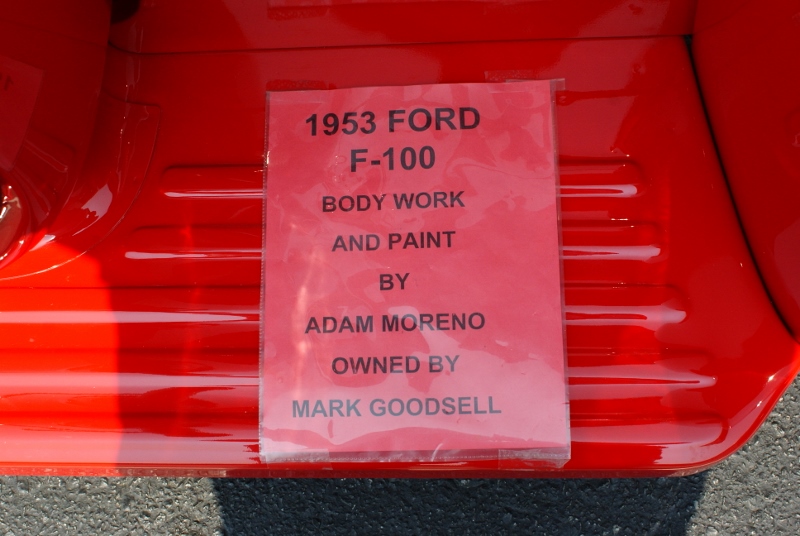 1953 FORD
F-100
BODY WORK
AND PAINT
BY
ADAM MORENO
OWNED BY
MARK GOODSELL